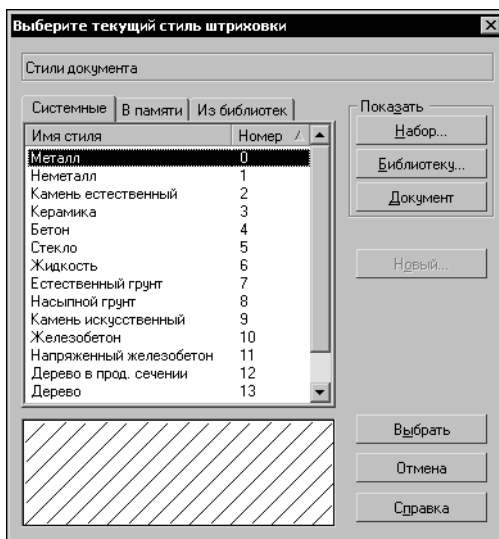 Выберите текущий стиль штриховки
Стили документа
Системные В памяти Из библиотек
Имя стиля Номер
Металл 0
Неметалл 1
Камень естественный 2
Керамика 3
Бетон 4
Стекло 5
Жидкость 6
Естественный грунт 7
Насыпной грунт 8
Камень искусственный 9
Железобетон 10
Напряженный железобетон 11
Дерево в прод. сечении 12
Дерево 13
Показать
Набор...
Библиотеку...
Документ
Новый...
Выбрать
Отмена
Справка